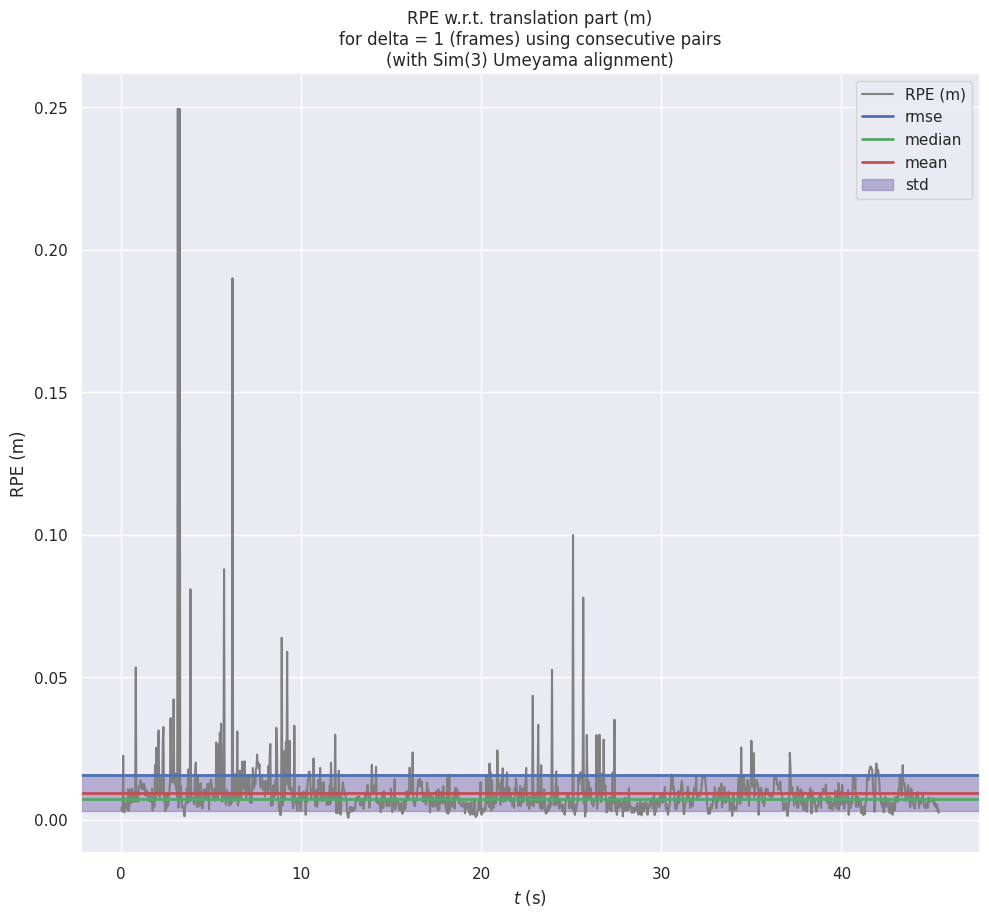 RPE w.r.t. translation part (m)
for delta = 1 (frames) using consecutive pairs
(with Sim(3) Umeyama alignment)
RPE (m)
rmse
median
mean
std
0.25
0.20
0.15
0.10
0.05
0.00
RPE (m)
0
10
20
30
40
t (s)